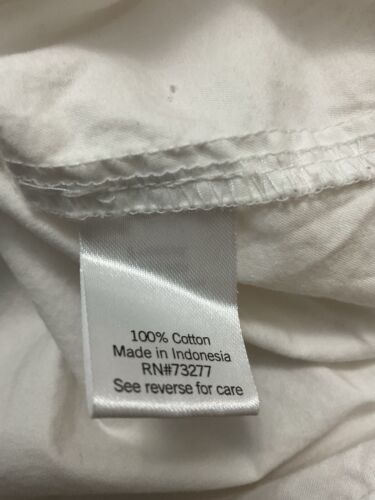 100% Cotton
Made in Indonesia
RN#73277
See reverse for care